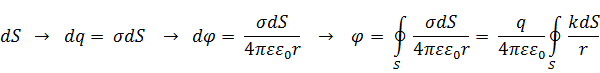 dS → dq = σdS → dφ = σdS / 4πεε₀r → φ = ∮_S σdS / 4πεε₀r = q / 4πεε₀ ∮_S kdS / r